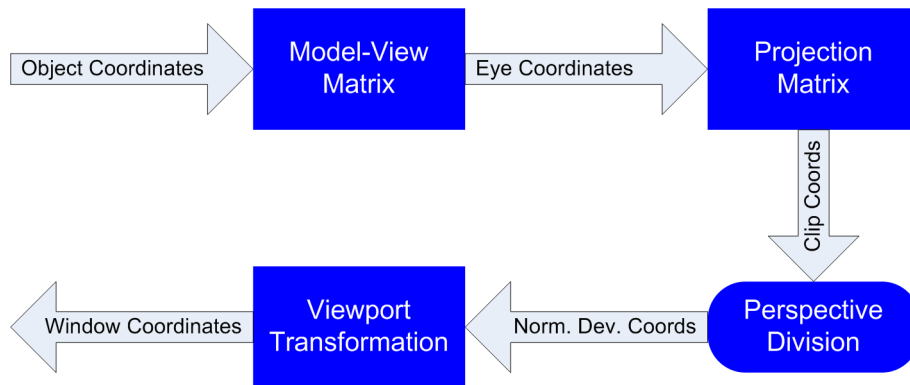 Object Coordinates
Model-View
Matrix
Eye Coordinates
Projection
Matrix
Clip Coords
Perspective
Division
Norm. Dev. Coords
Viewport
Transformation
Window Coordinates